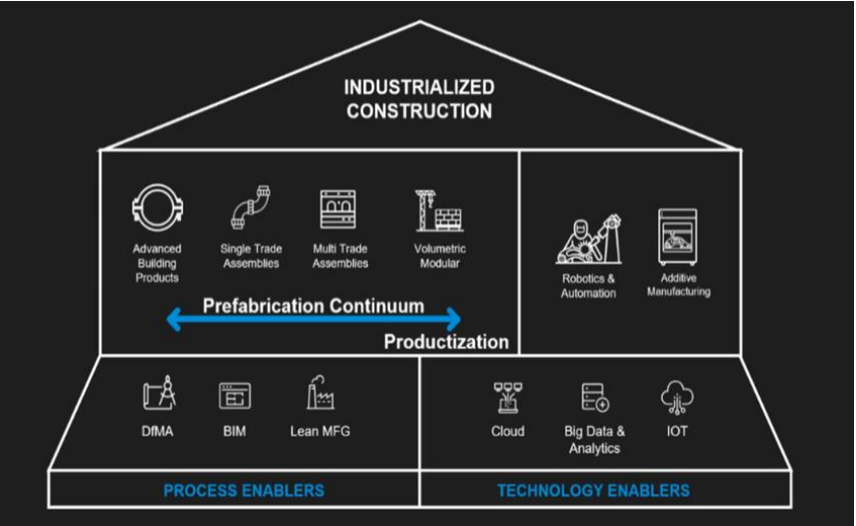 INDUSTRIALIZED
CONSTRUCTION
Advanced
Building
Products
Single Trade
Assemblies
Multi Trade
Assemblies
Volumetric
Modular
Robotics &
Automation
Additive
Manufacturing
Prefabrication Continuum
Productization
DfMA
BIM
Lean MFG
Cloud
Big Data &
Analytics
IOT
PROCESS ENABLERS
TECHNOLOGY ENABLERS